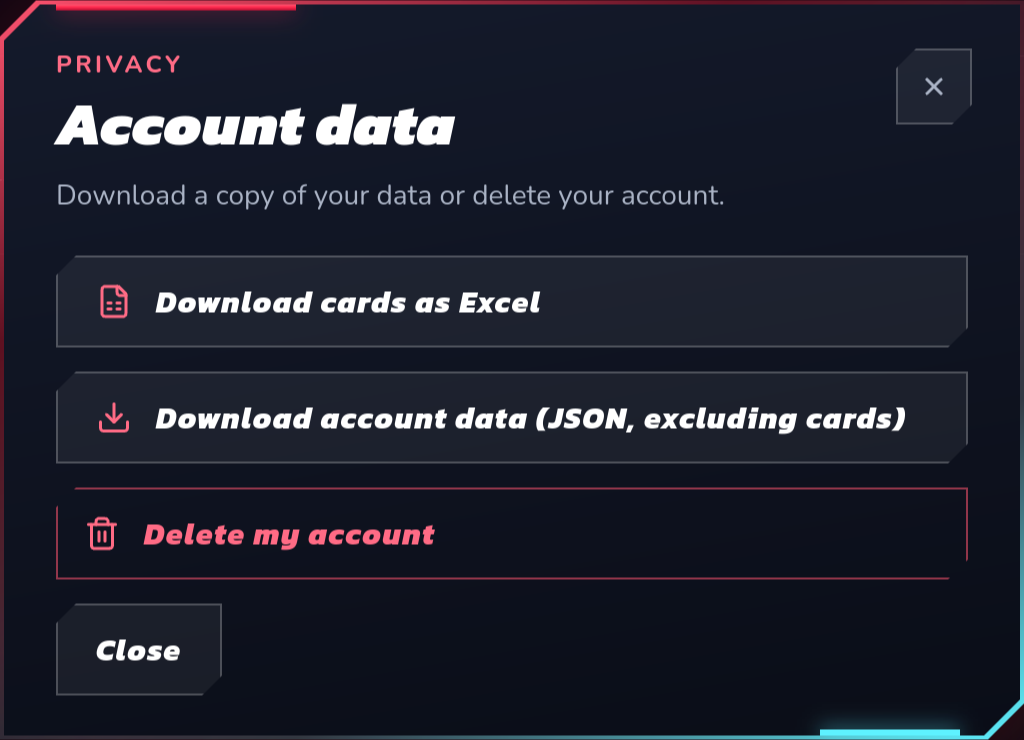 PRIVACY
Account data
Download a copy of your data or delete your account.
Download cards as Excel
Download account data (JSON, excluding cards)
Delete my account
Close